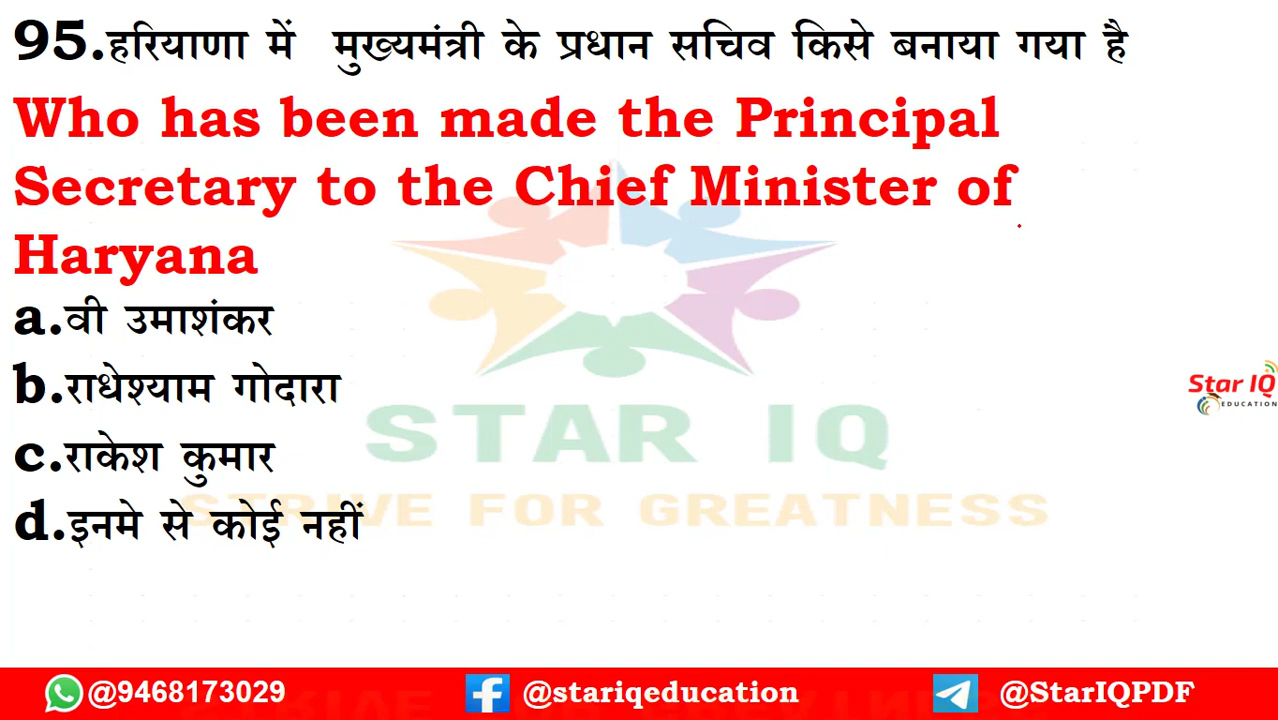 95.हरियाणा में मुख्यमंत्री के प्रधान सचिव किसे बनाया गया है
Who has been made the Principal
Secretary to the Chief Minister of
Haryana
a.वी उमाशंकर
b.राधेश्याम गोदारा
c.राकेश कुमार
d.इनमे से कोई नहीं
STAR IQ
STRIVE FOR GREATNESS
Star IQ
EDUCATION
@9468173029 @stariqeducation @StarIQPDF